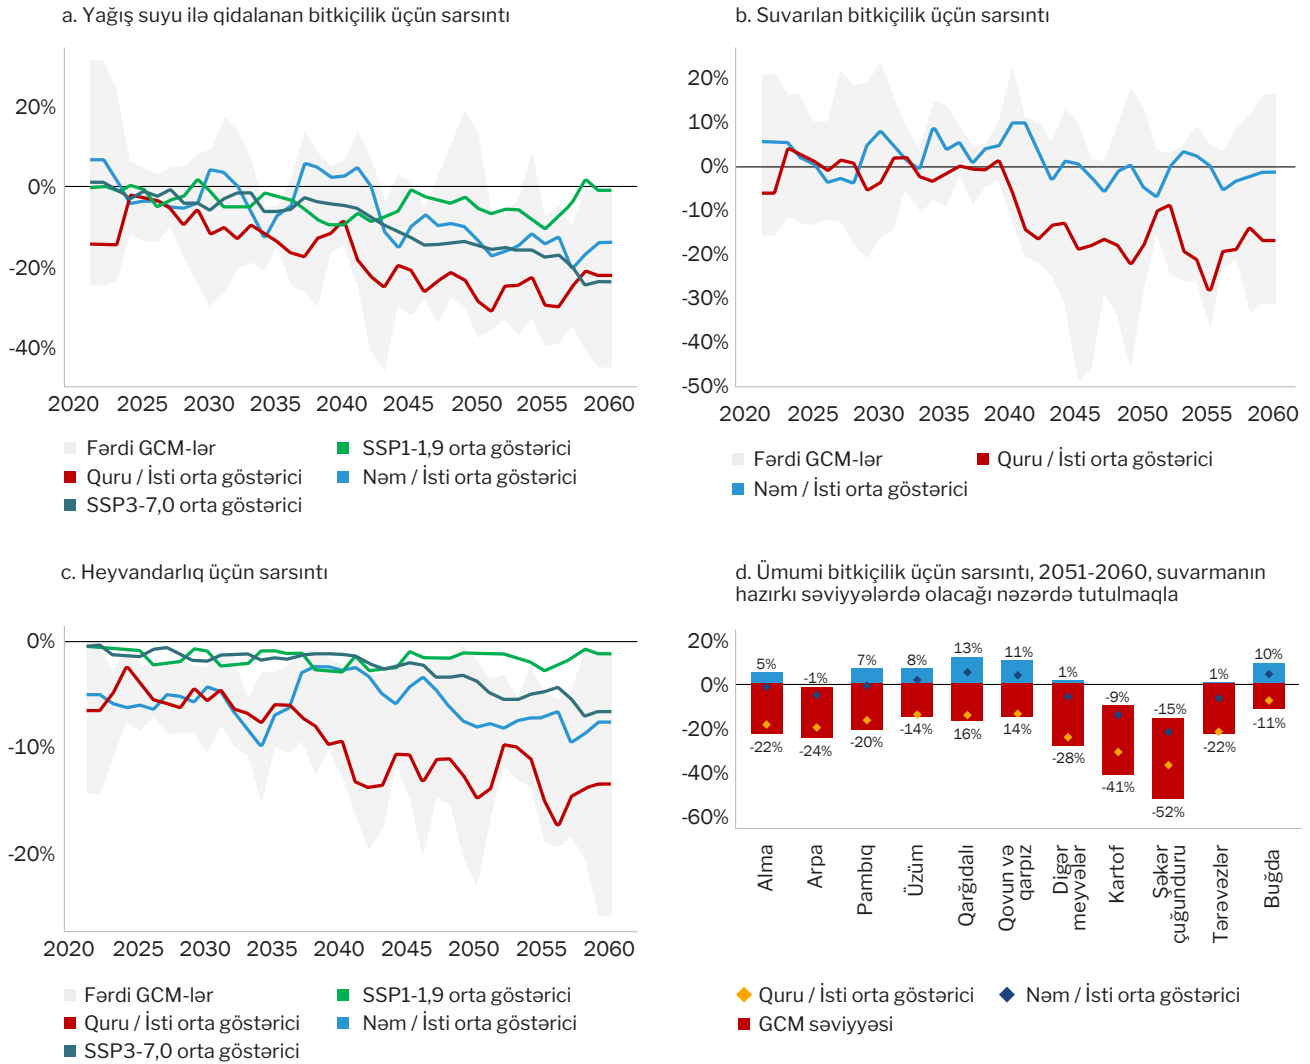 a. Yağış suyu ilə qidalanan bitkiçilik üçün sarsıntı
20%
0%
-20%
-40%
2020 2025 2030 2035 2040 2045 2050 2055 2060
Fərdi GCM-lər
SSP1-1,9 orta göstərici
Quru / İsti orta göstərici
Nəm / İsti orta göstərici
SSP3-7,0 orta göstərici
b. Suvarılan bitkiçilik üçün sarsıntı
20%
10%
0%
-10%
-20%
-30%
-40%
-50%
2020 2025 2030 2035 2040 2045 2050 2055 2060
Fərdi GCM-lər
Quru / İsti orta göstərici
Nəm / İsti orta göstərici
c. Heyvandarlıq üçün sarsıntı
0%
-10%
-20%
2020 2025 2030 2035 2040 2045 2050 2055 2060
Fərdi GCM-lər
SSP1-1,9 orta göstərici
Quru / İsti orta göstərici
Nəm / İsti orta göstərici
SSP3-7,0 orta göstərici
d. Ümumi bitkiçilik üçün sarsıntı, 2051-2060, suvarmanın
hazırkı səviyyələrdə olacağı nəzərdə tutulmaqla
20%
0%
-20%
-40%
-60%
5% -1% 7% 8% 13% 11% 1% -9% -15% 1% 10%
-22% -24% -20% -14% 16% 14% -28% -41% -52% -22% -11%
Alma
Arpa
Pambıq
Üzüm
Qarğıdalı
Qovun və
qarpız
Digər
meyvələr
Kartof
Şəkər
çuğunduru
Tərəvəzlər
Buğda
Quru / İsti orta göstərici
Nəm / İsti orta göstərici
GCM səviyyəsi